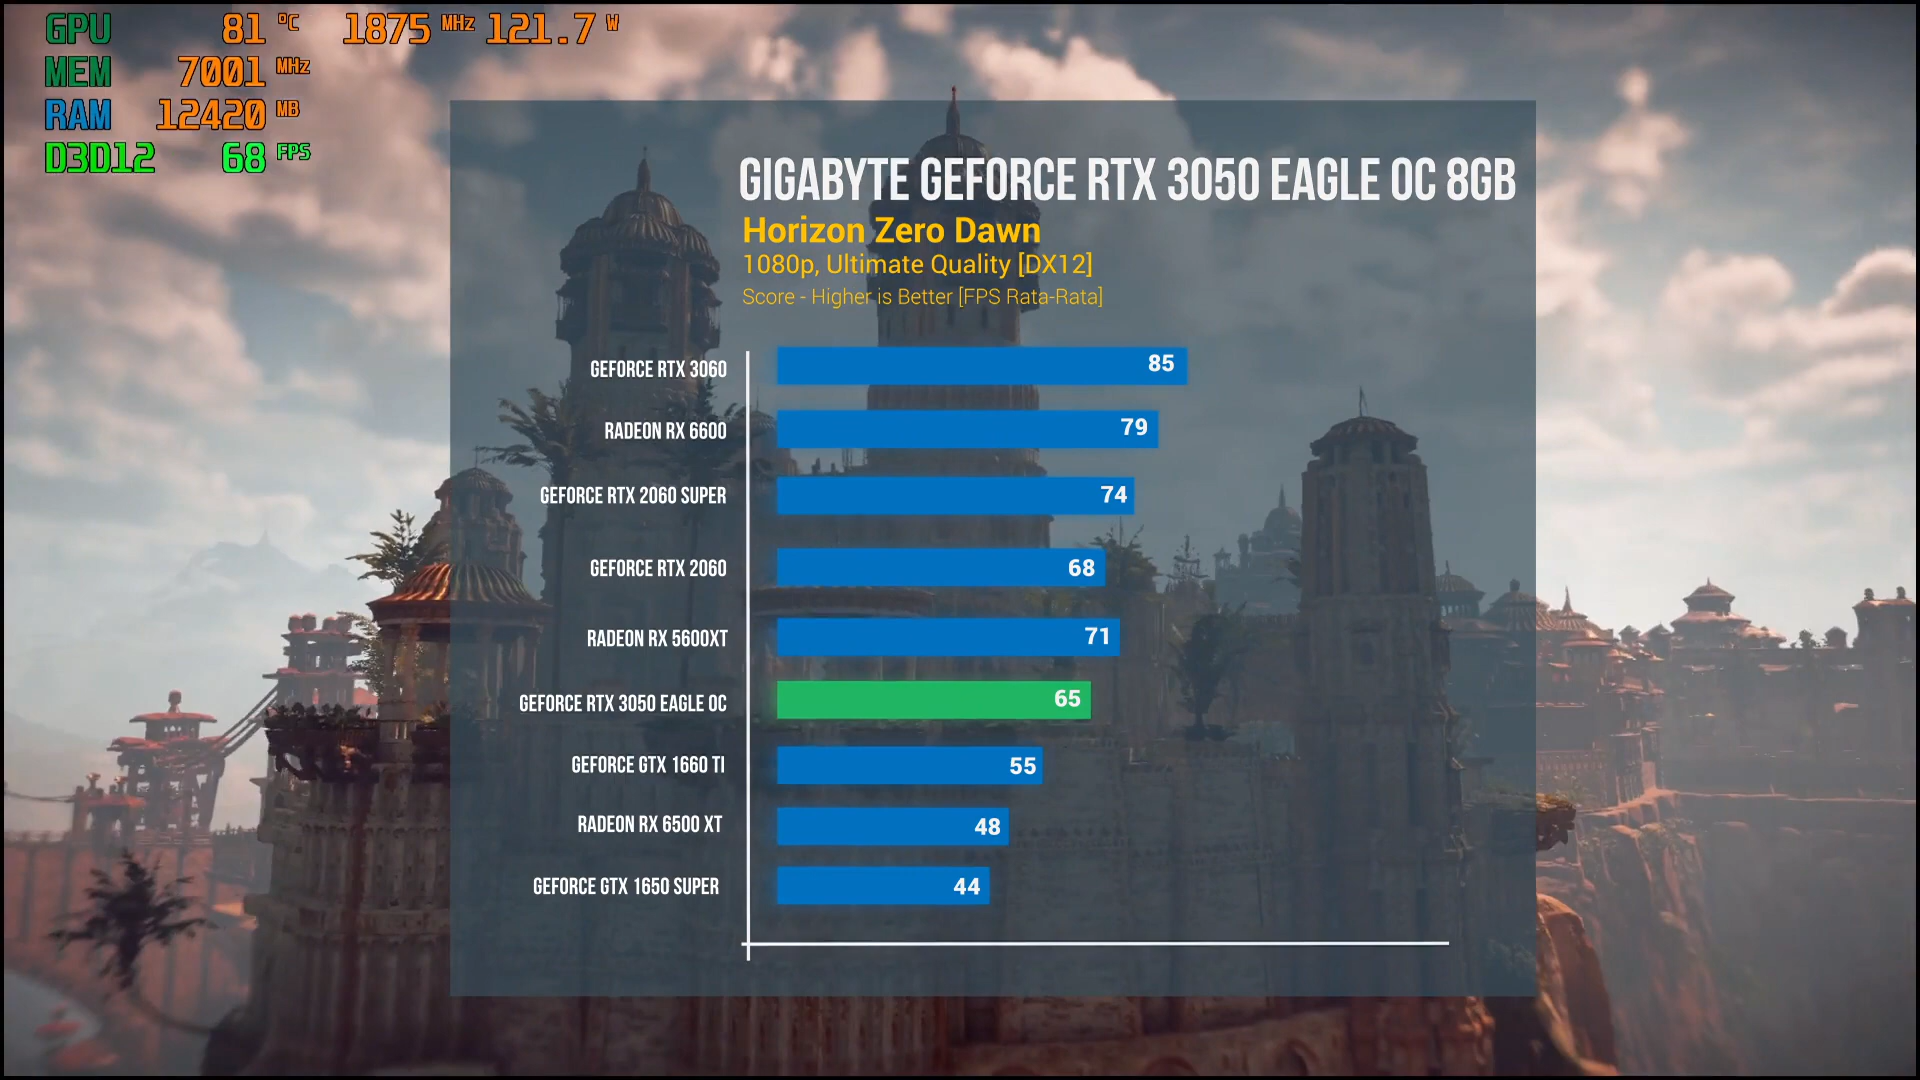 GPU 81 °C 1875 MHz 121.7 W
MEM 7001 MHz
RAM 12420 MB
D3D12 68 FPS
GIGABYTE GEFORCE RTX 3050 EAGLE OC 8GB
Horizon Zero Dawn
1080p, Ultimate Quality [DX12]
Score - Higher is Better [FPS Rata-Rata]
GEFORCE RTX 3060 85
RADEON RX 6600 79
GEFORCE RTX 2060 SUPER 74
GEFORCE RTX 2060 68
RADEON RX 5600XT 71
GEFORCE RTX 3050 EAGLE OC 65
GEFORCE GTX 1660 TI 55
RADEON RX 6500 XT 48
GEFORCE GTX 1650 SUPER 44